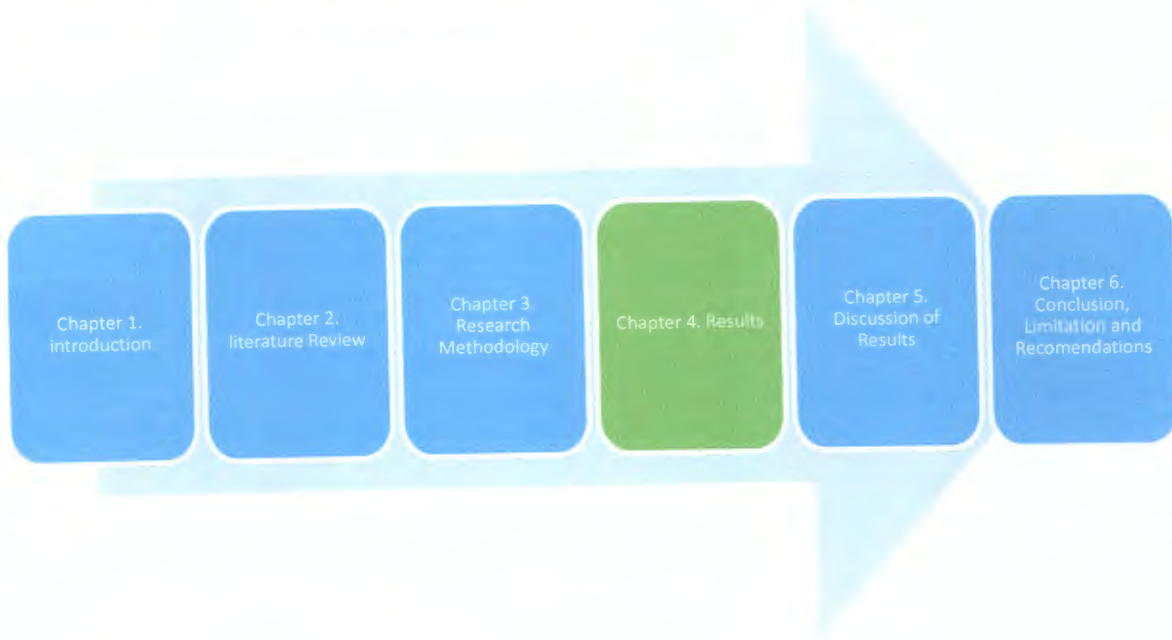 Chapter 1.
introduction
Chapter 2.
literature Review
Chapter 3.
Research
Methodology
Chapter 4. Results
Chapter 5.
Discussion of
Results
Chapter 6.
Conclusion,
Limitation and
Recomendations